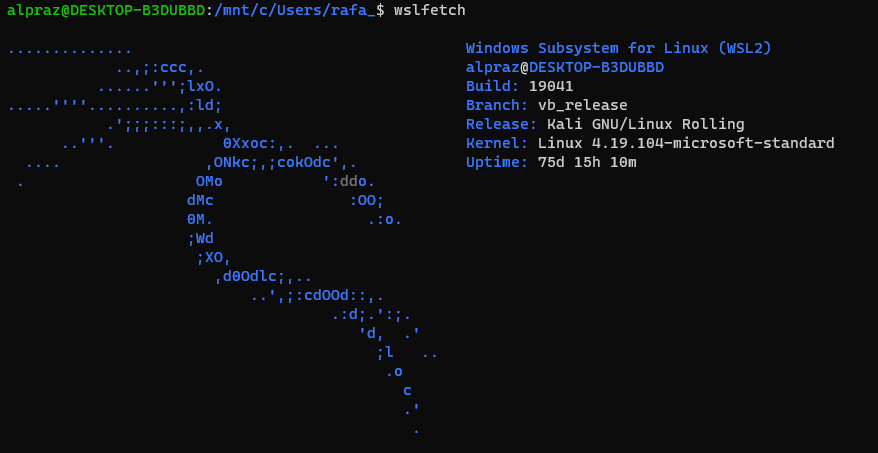 alpraz@DESKTOP-B3DUBBD:/mnt/c/Users/rafa_$ wslfetch
..............                                     Windows Subsystem for Linux (WSL2)
            ..,;:ccc,.                             alpraz@DESKTOP-B3DUBBD
          ......''';lxO.                           Build: 19041
.....''''..........,:ld;                           Branch: vb_release
           .';;;:::;,,.x,                          Release: Kali GNU/Linux Rolling
      ..'''.            0Xxoc:,.  ...              Kernel: Linux 4.19.104-microsoft-standard
  ....                ,ONkc;,;cokOdc',.            Uptime: 75d 15h 10m
 .                   OMo           ':ddo.
                    dMc               :OO;
                    0M.                 .:o.
                    ;Wd
                     ;XO,
                       ,d0Odlc;,..
                           ..',;:cdOOd::,.
                                    .:d;.':;.
                                       'd,  .'
                                         ;l   ..
                                          .o
                                            c
                                            .'
                                             .